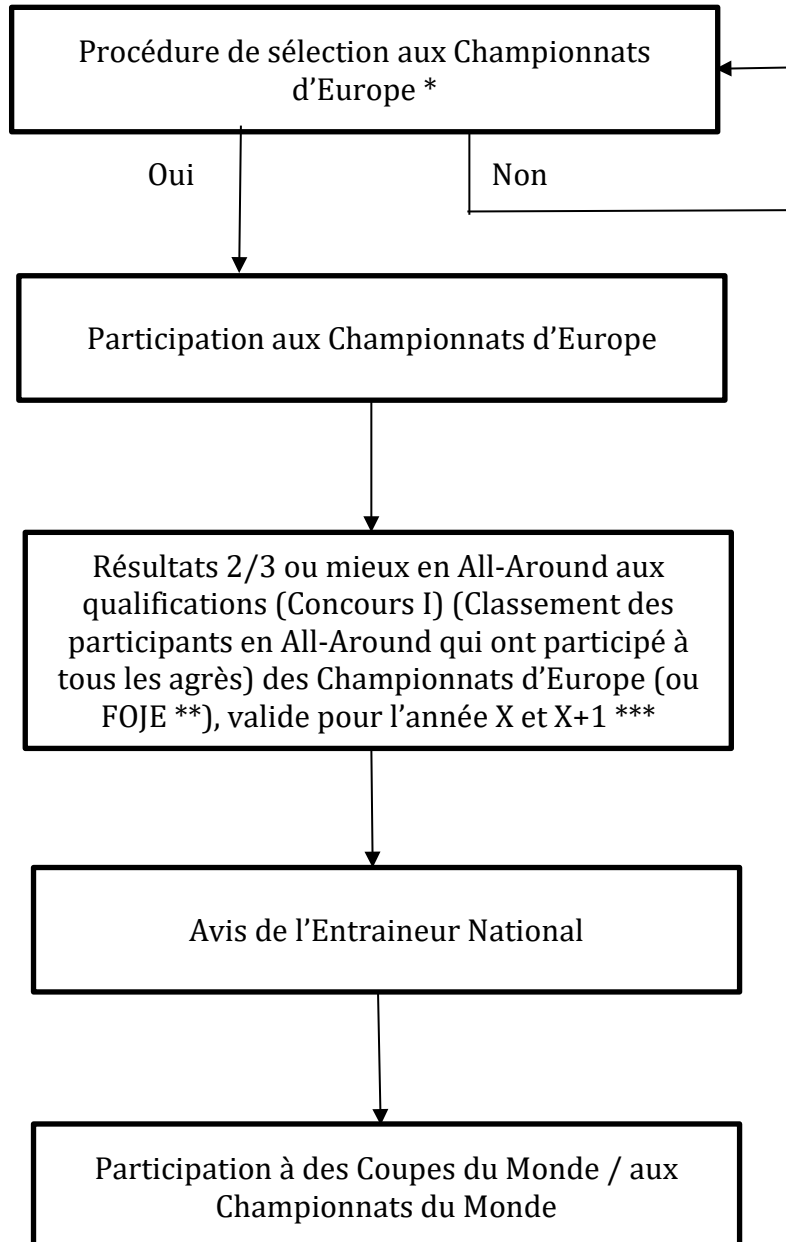 Procédure de sélection aux Championnats
d’Europe *
Oui
Non
Participation aux Championnats d’Europe
Résultats 2/3 ou mieux en All-Around aux
qualifications (Concours I) (Classement des
participants en All-Around qui ont participé à
tous les agrès) des Championnats d’Europe (ou
FOJE **), valide pour l’année X et X+1 ***
Avis de l’Entraineur National
Participation à des Coupes du Monde / aux
Championnats du Monde